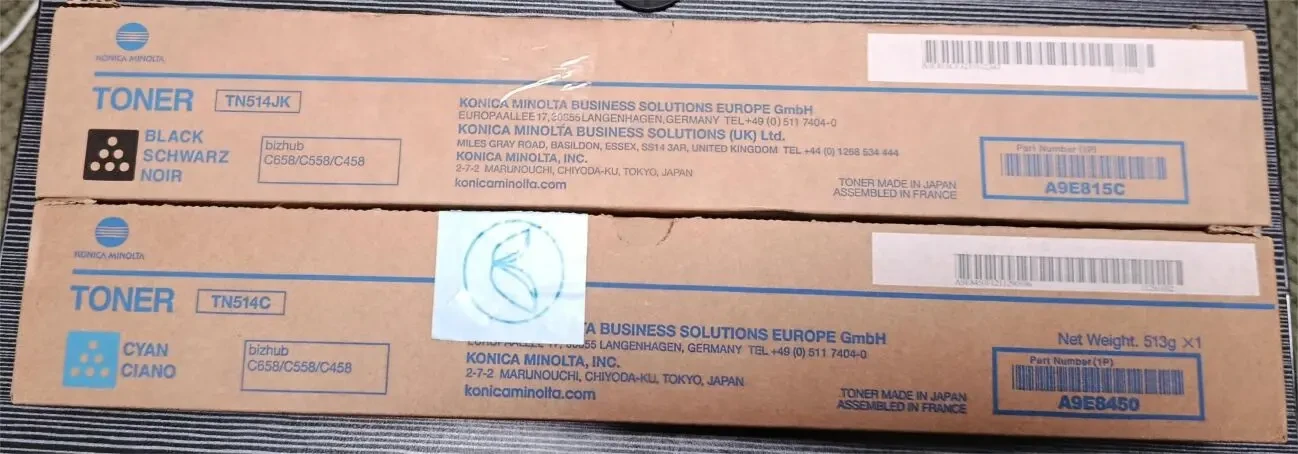 KONICA MINOLTA
TONER TN514JK
BLACK
SCHWARZ
NOIR
bizhub
C658/C558/C458
KONICA MINOLTA BUSINESS SOLUTIONS EUROPE GmbH
EUROPAALLEE 17, 30855 LANGENHAGEN, GERMANY TEL +49 (0) 511 7404-0
KONICA MINOLTA BUSINESS SOLUTIONS (UK) Ltd.
MILES GRAY ROAD, BASILDON, ESSEX, SS14 3AR, UNITED KINGDOM TEL +44 (0) 1268 534 444
KONICA MINOLTA, INC.
2-7-2 MARUNOUCHI, CHIYODA-KU, TOKYO, JAPAN
konicaminolta.com
TONER MADE IN JAPAN
ASSEMBLED IN FRANCE
Part Number (1P)
A9E815C
KONICA MINOLTA
TONER TN514C
CYAN
CIANO
bizhub
C658/C558/C458
TA BUSINESS SOLUTIONS EUROPE GmbH
17, 30855 LANGENHAGEN, GERMANY TEL +49 (0) 511 7404-0
KONICA MINOLTA, INC.
2-7-2 MARUNOUCHI, CHIYODA-KU, TOKYO, JAPAN
konicaminolta.com
TONER MADE IN JAPAN
ASSEMBLED IN FRANCE
Net Weight. 513g X1
Part Number (1P)
A9E8450